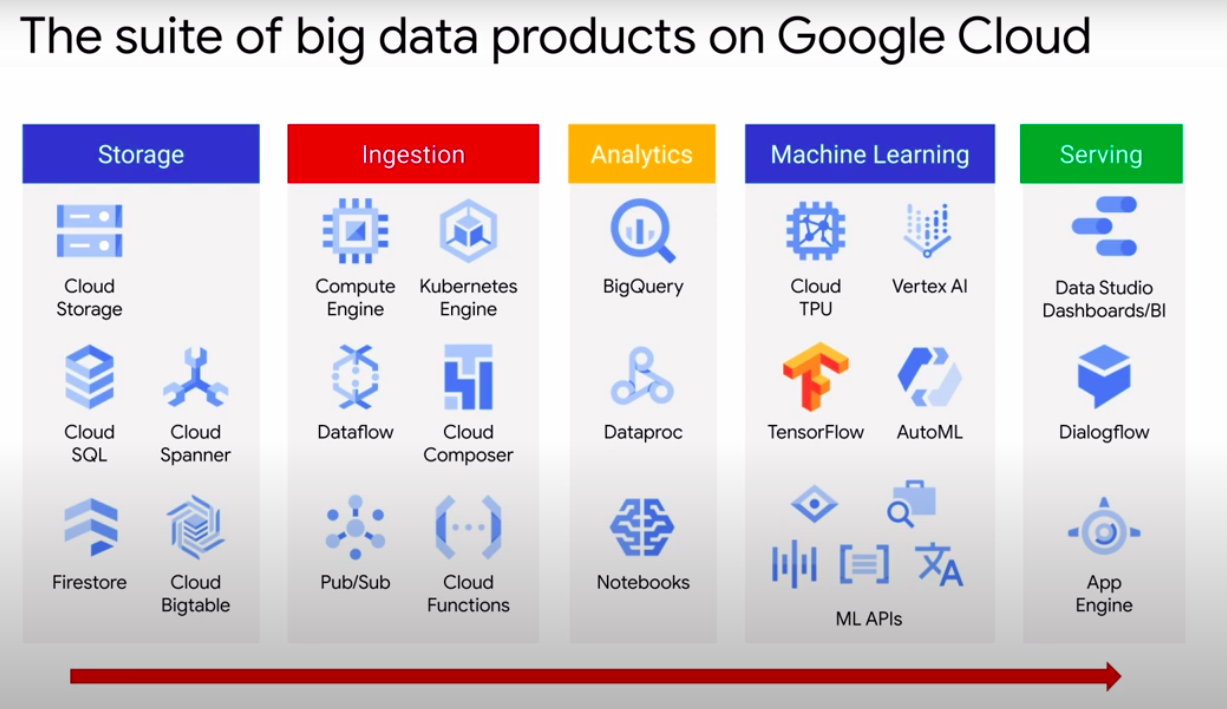 The suite of big data products on Google Cloud
Storage
Cloud
Storage
Cloud
SQL
Cloud
Spanner
Firestore
Cloud
Bigtable
Ingestion
Compute
Engine
Kubernetes
Engine
Dataflow
Cloud
Composer
Pub/Sub
Cloud
Functions
Analytics
BigQuery
Dataproc
Notebooks
Machine Learning
Cloud
TPU
Vertex AI
TensorFlow
AutoML
文A
ML APIs
Serving
Data Studio
Dashboards/BI
Dialogflow
App
Engine